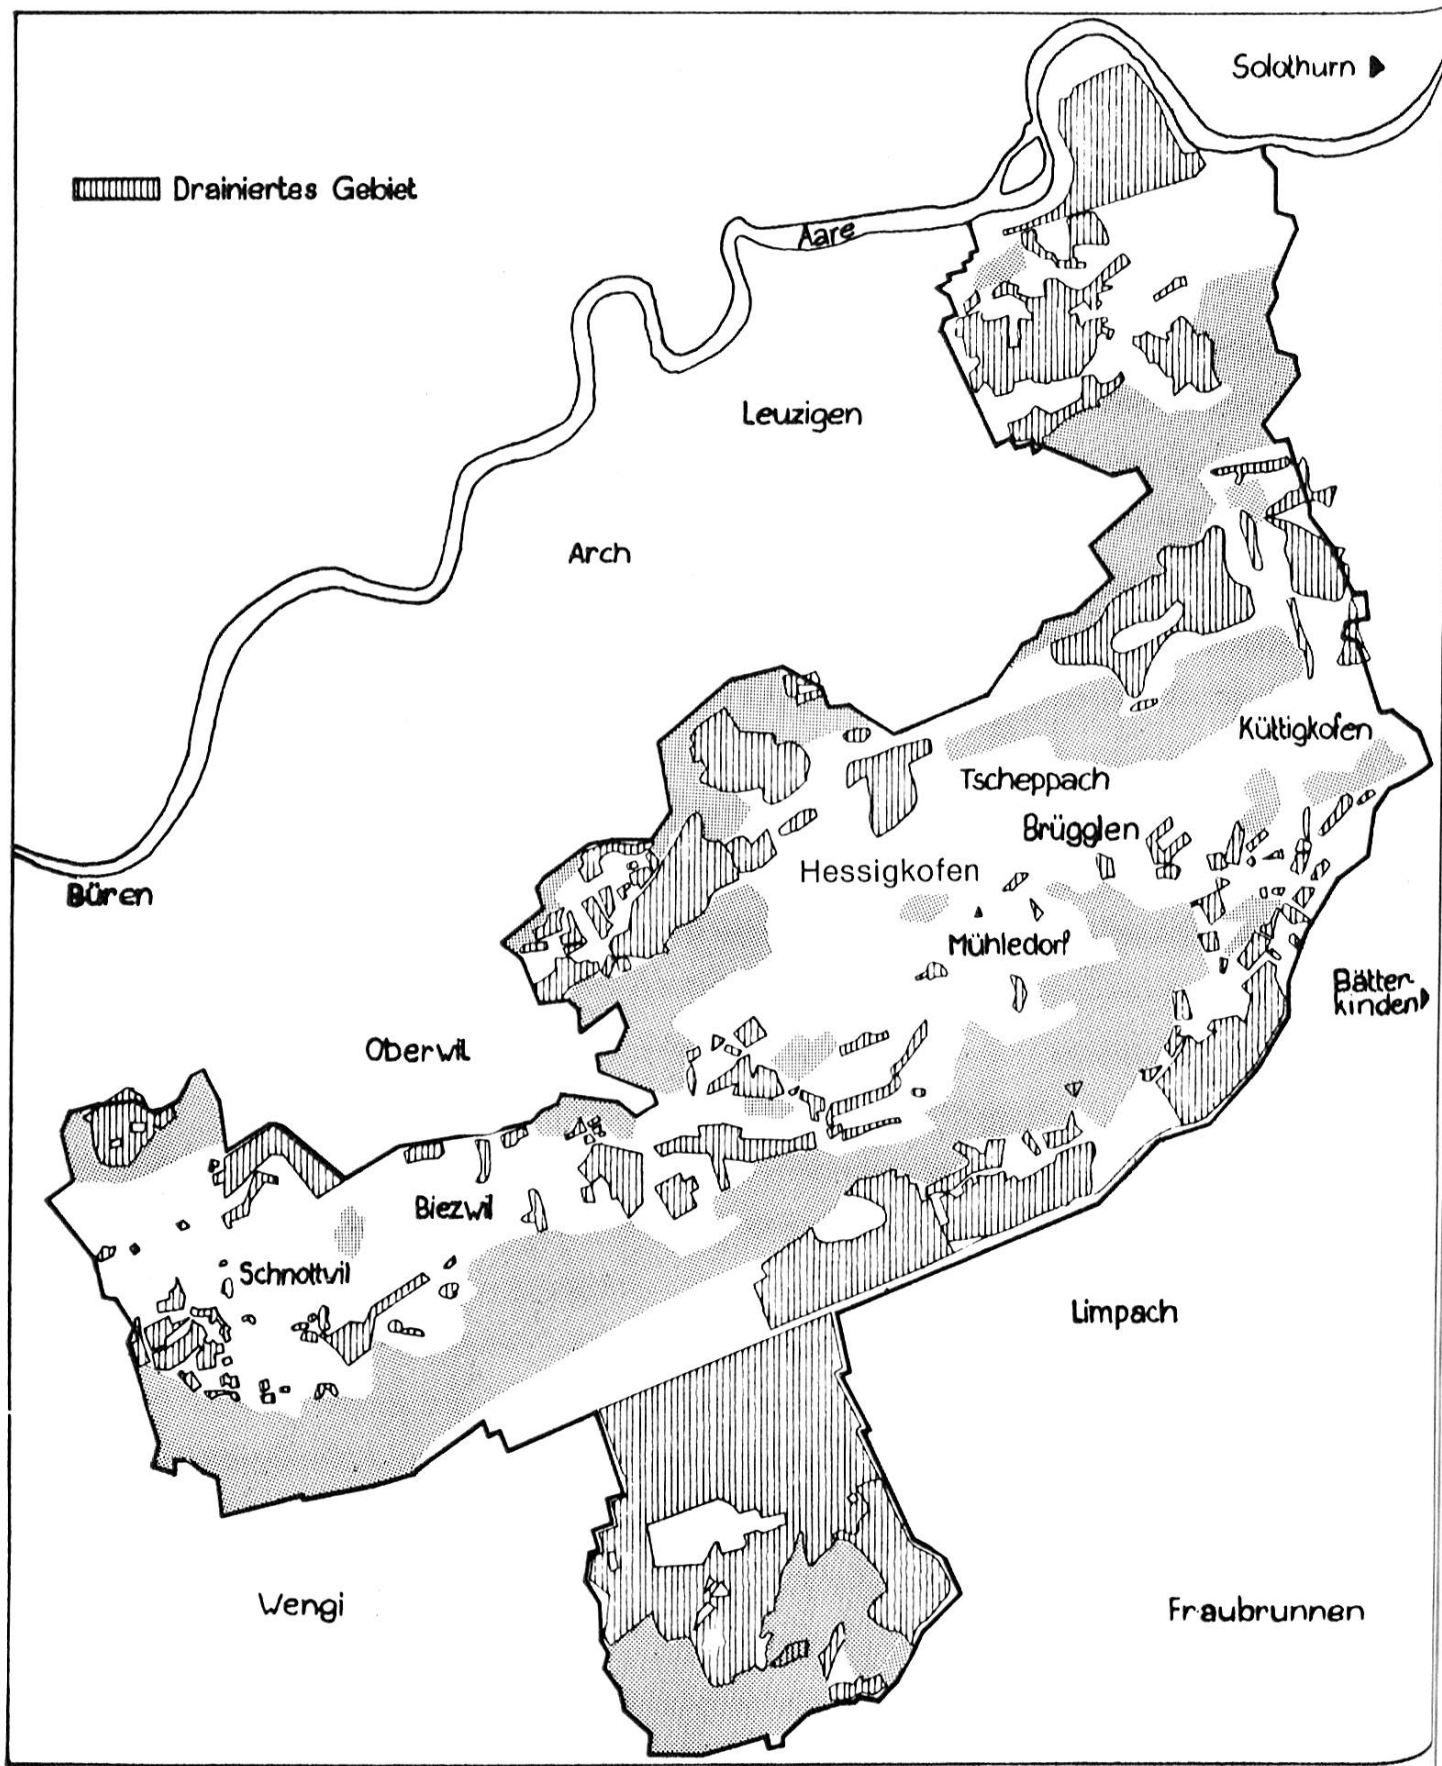 Solothurn
Drainiertes Gebiet
Aare
Leuzigen
Arch
Küttigkofen
Tscheppach
Brügglen
Hessigkofen
Büren
Mühledorf
Bätter-
kinden
Oberwil
Biezwil
Schnottwil
Limpach
Wengi
Fraubrunnen